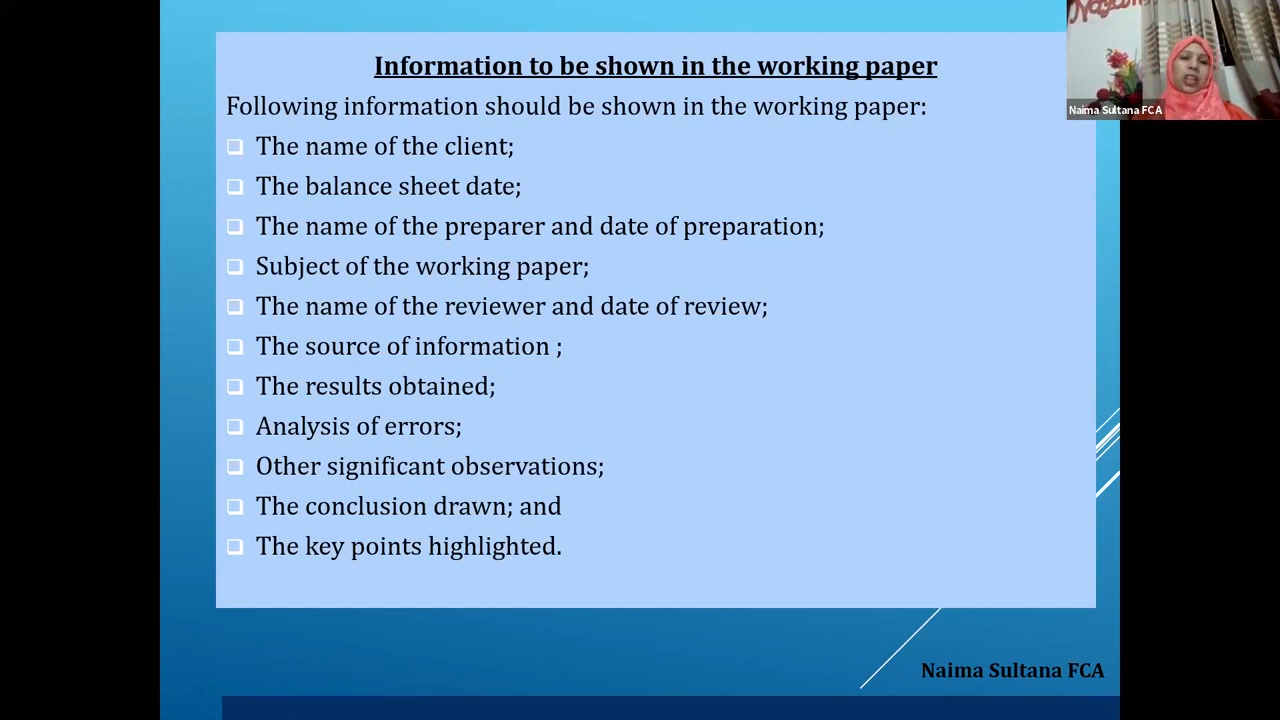 Information to be shown in the working paper
Following information should be shown in the working paper:
The name of the client;
The balance sheet date;
The name of the preparer and date of preparation;
Subject of the working paper;
The name of the reviewer and date of review;
The source of information ;
The results obtained;
Analysis of errors;
Other significant observations;
The conclusion drawn; and
The key points highlighted.
Naima Sultana FCA
Naima Sultana FCA